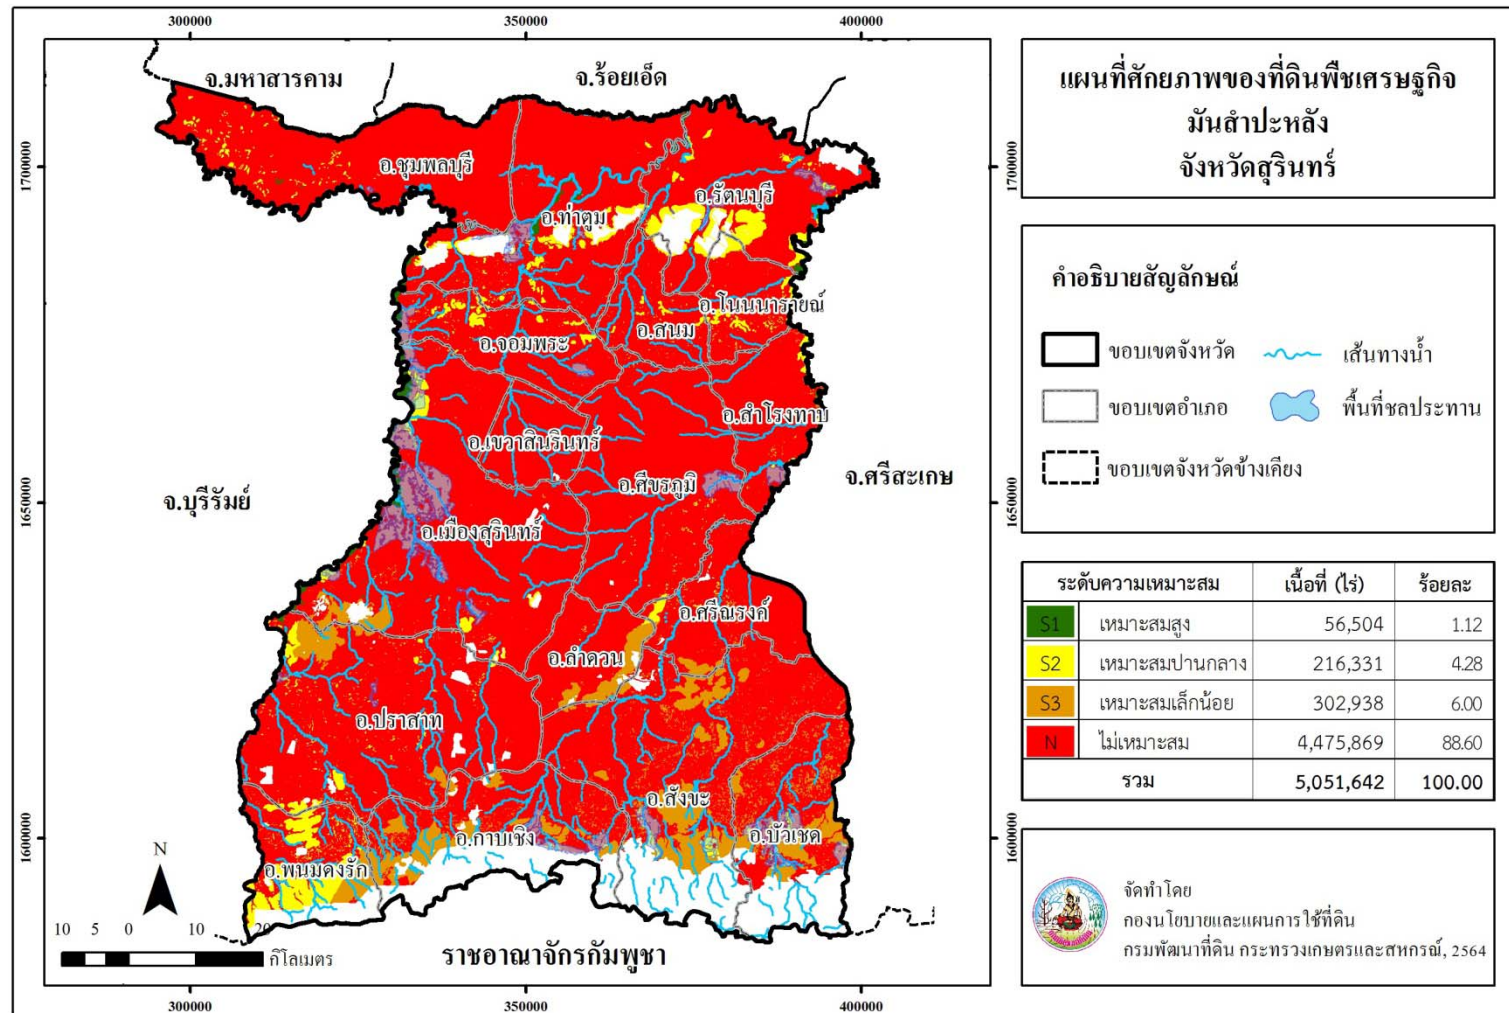 300000 350000 400000
แผนที่ศักยภาพของที่ดินพืชเศรษฐกิจ
มันสำปะหลัง
จังหวัดสุรินทร์
จ.มหาสารคาม
จ.ร้อยเอ็ด
1700000 1700000
อ.ชุมพลบุรี
อ.รัตนบุรี
อ.ท่าตูม
อ.โนนนารายณ์
อ.สนม
อ.จอมพระ
อ.สำโรงทาบ
อ.เขวาสินรินทร์
อ.ศีขรภูมิ
จ.ศรีสะเกษ
จ.บุรีรัมย์
1650000 1650000
อ.เมืองสุรินทร์
อ.ศรีณรงค์
อ.ลำดวน
อ.ปราสาท
อ.สังขะ
อ.บัวเชด
อ.กาบเชิง
1600000 1600000
อ.พนมดงรัก
N
10 5 0 10 20
กิโลเมตร
ราชอาณาจักรกัมพูชา
300000 350000 400000
คำอธิบายสัญลักษณ์
ขอบเขตจังหวัด เส้นทางน้ำ
ขอบเขตอำเภอ พื้นที่ชลประทาน
ขอบเขตจังหวัดข้างเคียง
ระดับความเหมาะสม เนื้อที่ (ไร่) ร้อยละ
S1 เหมาะสมสูง 56,504 1.12
S2 เหมาะสมปานกลาง 216,331 4.28
S3 เหมาะสมเล็กน้อย 302,938 6.00
N ไม่เหมาะสม 4,475,869 88.60
รวม 5,051,642 100.00
จัดทำโดย
กองนโยบายและแผนการใช้ที่ดิน
กรมพัฒนาที่ดิน กระทรวงเกษตรและสหกรณ์, 2564